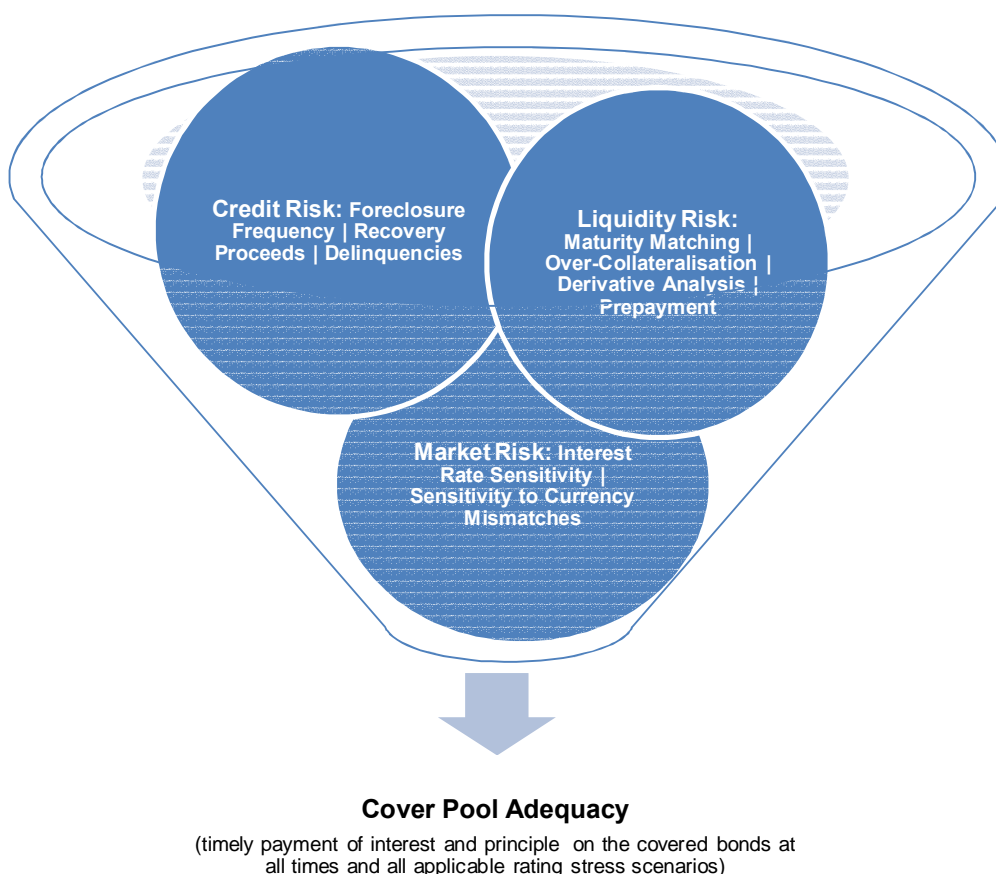 Credit Risk: Foreclosure
Frequency | Recovery
Proceeds | Delinquencies
Liquidity Risk:
Maturity Matching |
Over-Collateralisation |
Derivative Analysis |
Prepayment
Market Risk: Interest
Rate Sensitivity |
Sensitivity to Currency
Mismatches
Cover Pool Adequacy
(timely payment of interest and principle on the covered bonds at
all times and all applicable rating stress scenarios)